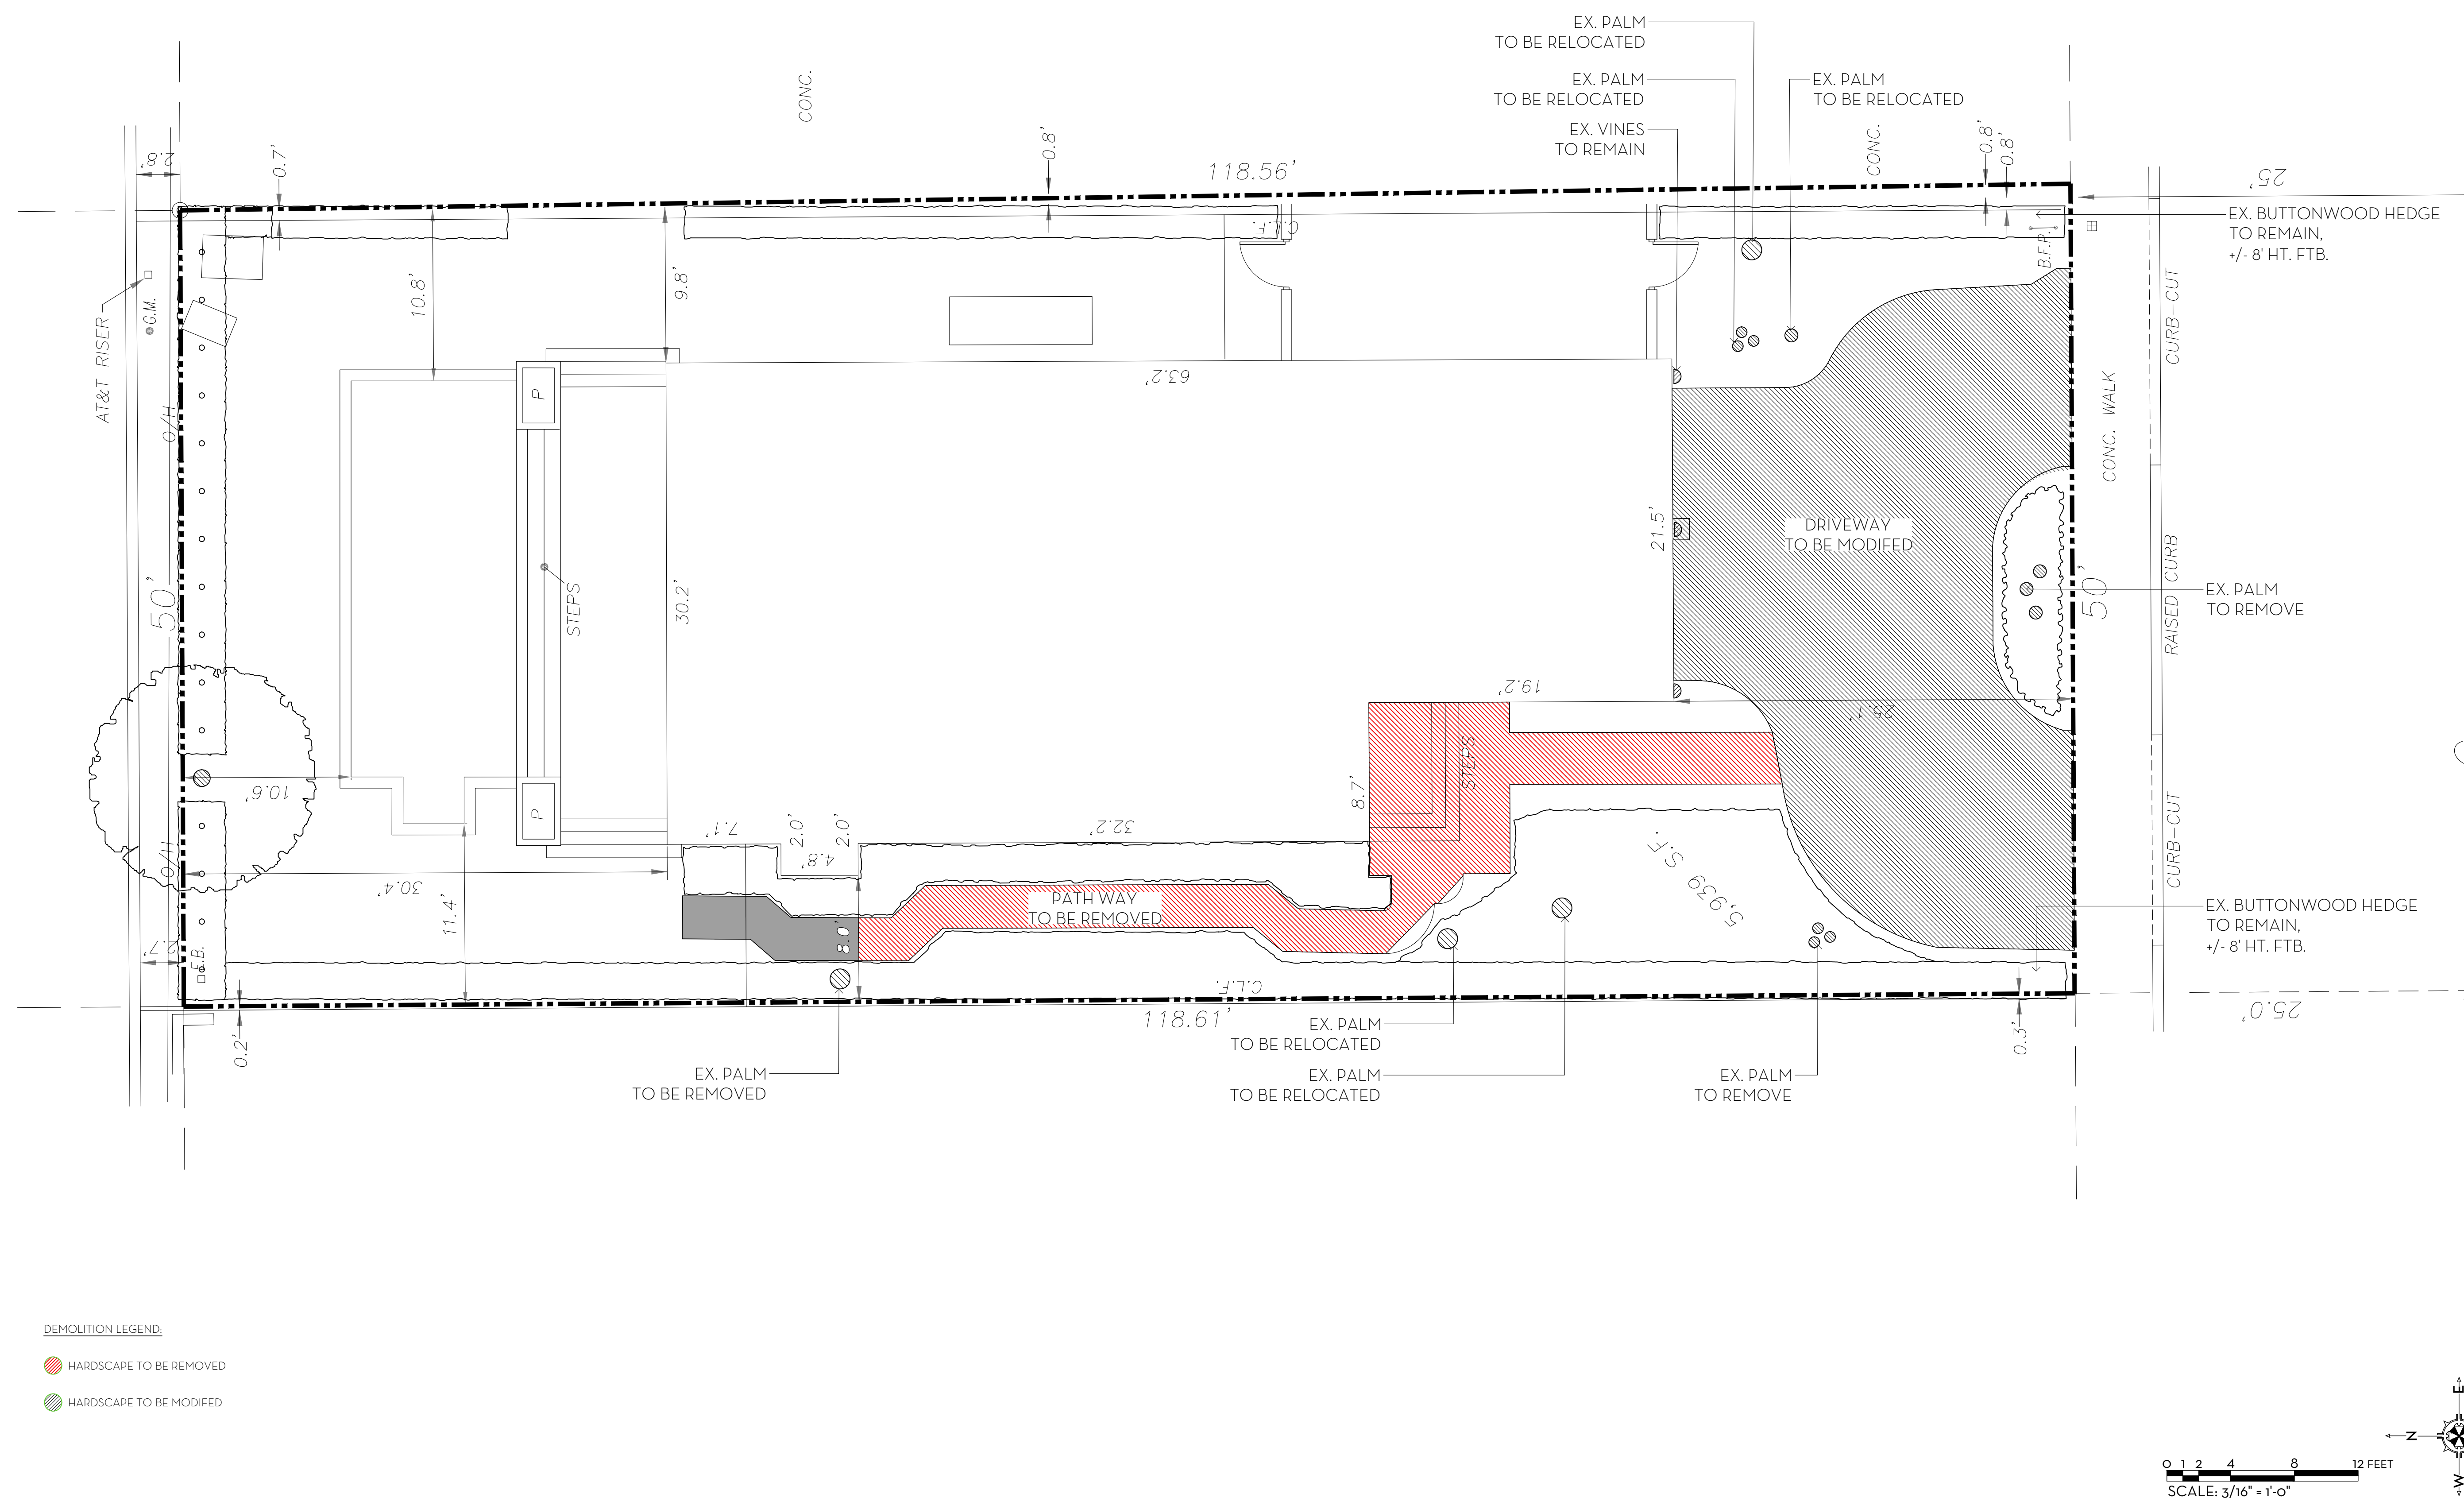 EX. PALM
TO BE RELOCATED
EX. PALM
TO BE RELOCATED
EX. PALM
TO BE RELOCATED
EX. VINES
TO REMAIN
CONC.
CONC.
2.8'
0.7'
0.8'
118.56'
0.8'
0.8'
25'
EX. BUTTONWOOD HEDGE
TO REMAIN,
+/- 8' HT. FTB.
C.L.F.
B.F.P.
AT&T RISER
G.M.
10.8'
9.8'
CURB-CUT
O/H
P
63.2'
CONC. WALK
21.5'
DRIVEWAY
TO BE MODIFED
50'
STEPS
30.2'
50'
RAISED CURB
EX. PALM
TO REMOVE
19.2'
25.1'
STEPS
10.6'
P
7.1'
2.0'
2.0'
4.8'
32.2'
8.7'
O/H
30.4'
11.4'
CURB-CUT
5,939 S.F.
PATH WAY
TO BE REMOVED
8.0'
EX. BUTTONWOOD HEDGE
TO REMAIN,
+/- 8' HT. FTB.
2.7'
E.B.
C.L.F.
118.61'
25.0'
0.2'
0.3'
EX. PALM
TO BE RELOCATED
EX. PALM
TO BE REMOVED
EX. PALM
TO BE RELOCATED
EX. PALM
TO REMOVE
DEMOLITION LEGEND:
HARDSCAPE TO BE REMOVED
HARDSCAPE TO BE MODIFED
E
N
W
0 1 2 4 8 12 FEET
SCALE: 3/16" = 1'-0"